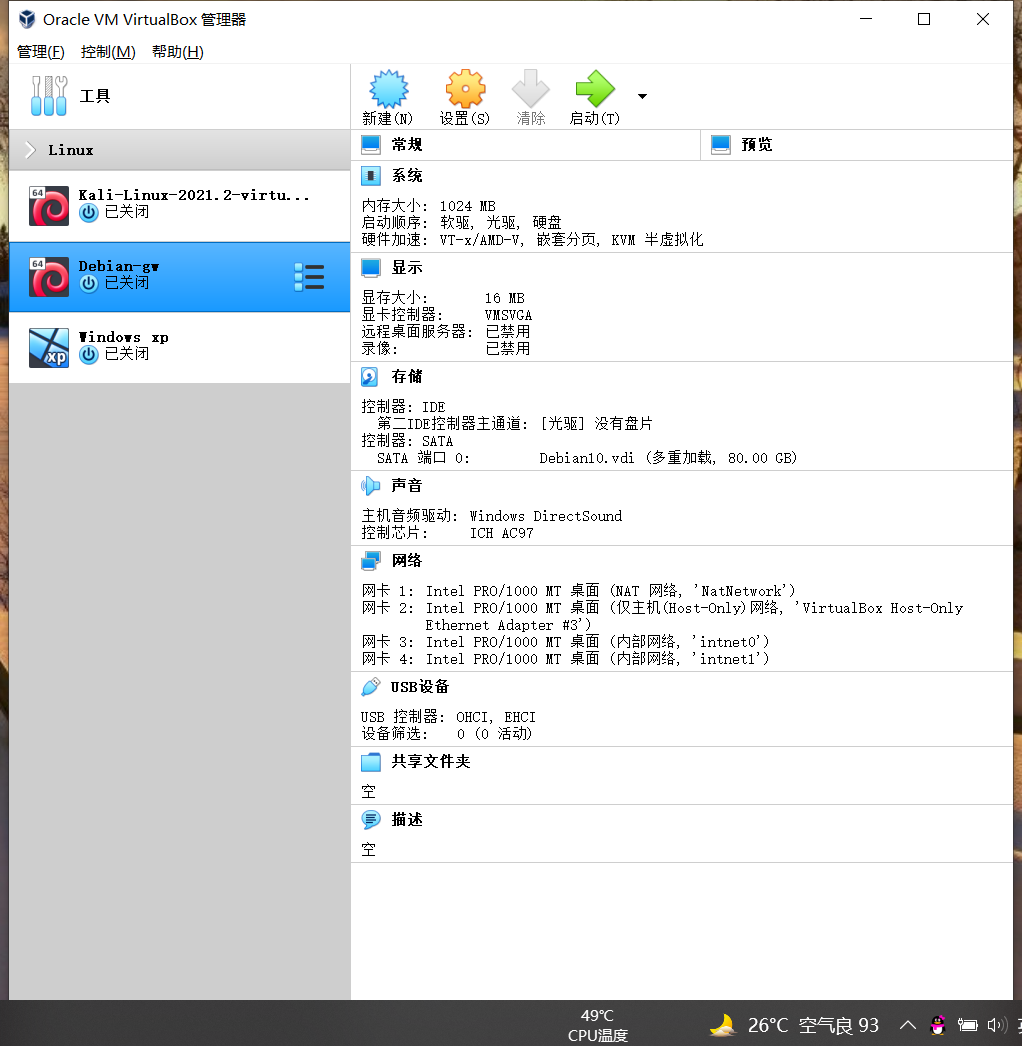 Oracle VM VirtualBox 管理器
管理(F) 控制(M) 帮助(H)
工具
新建(N) 设置(S) 清除 启动(T)
Linux
64
Kali-Linux-2021.2-virtu...
已关闭
64
Debian-gw
已关闭
xp
Windows xp
已关闭
常规
预览
系统
内存大小: 1024 MB
启动顺序: 软驱, 光驱, 硬盘
硬件加速: VT-x/AMD-V, 嵌套分页, KVM 半虚拟化
显示
显存大小: 16 MB
显卡控制器: VMSVGA
远程桌面服务器: 已禁用
录像: 已禁用
存储
控制器: IDE
第二IDE控制器主通道: [光驱] 没有盘片
控制器: SATA
SATA 端口 0: Debian10.vdi (多重加载, 80.00 GB)
声音
主机音频驱动: Windows DirectSound
控制芯片: ICH AC97
网络
网卡 1: Intel PRO/1000 MT 桌面 (NAT 网络, 'NatNetwork')
网卡 2: Intel PRO/1000 MT 桌面 (仅主机(Host-Only)网络, 'VirtualBox Host-Only
Ethernet Adapter #3')
网卡 3: Intel PRO/1000 MT 桌面 (内部网络, 'intnet0')
网卡 4: Intel PRO/1000 MT 桌面 (内部网络, 'intnet1')
USB设备
USB 控制器: OHCI, EHCI
设备筛选: 0 (0 活动)
共享文件夹
空
描述
空
49℃
CPU温度
26°C 空气良 93